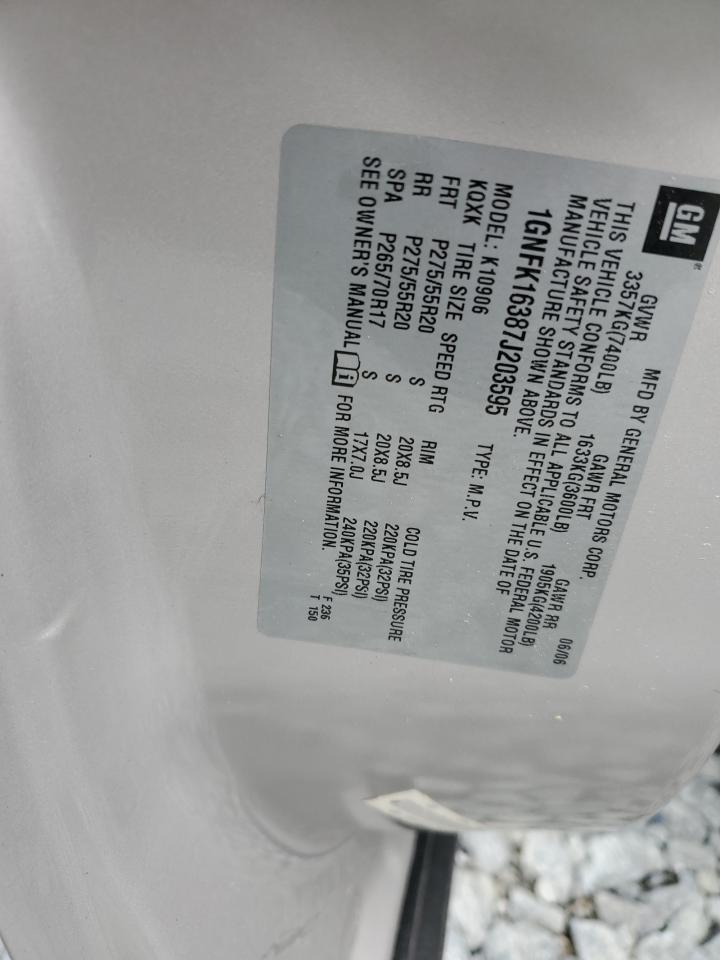 GM
MFD BY GENERAL MOTORS CORP. 06/06
GVWR GAWR FRT GAWR RR
3357KG(7400LB) 1633KG(3600LB) 1905KG(4200LB)
THIS VEHICLE CONFORMS TO ALL APPLICABLE U.S. FEDERAL MOTOR
VEHICLE SAFETY STANDARDS IN EFFECT ON THE DATE OF
MANUFACTURE SHOWN ABOVE.
1GNFK16387J203595 TYPE: M.P.V.
MODEL: K10906
KQXK TIRE SIZE SPEED RTG RIM COLD TIRE PRESSURE
FRT P275/55R20 S 20X8.5J 220KPA(32PSI)
RR P275/55R20 S 20X8.5J 220KPA(32PSI)
SPA P265/70R17 S 17X7.0J 240KPA(35PSI)
SEE OWNER'S MANUAL FOR MORE INFORMATION.
F 236
T 150